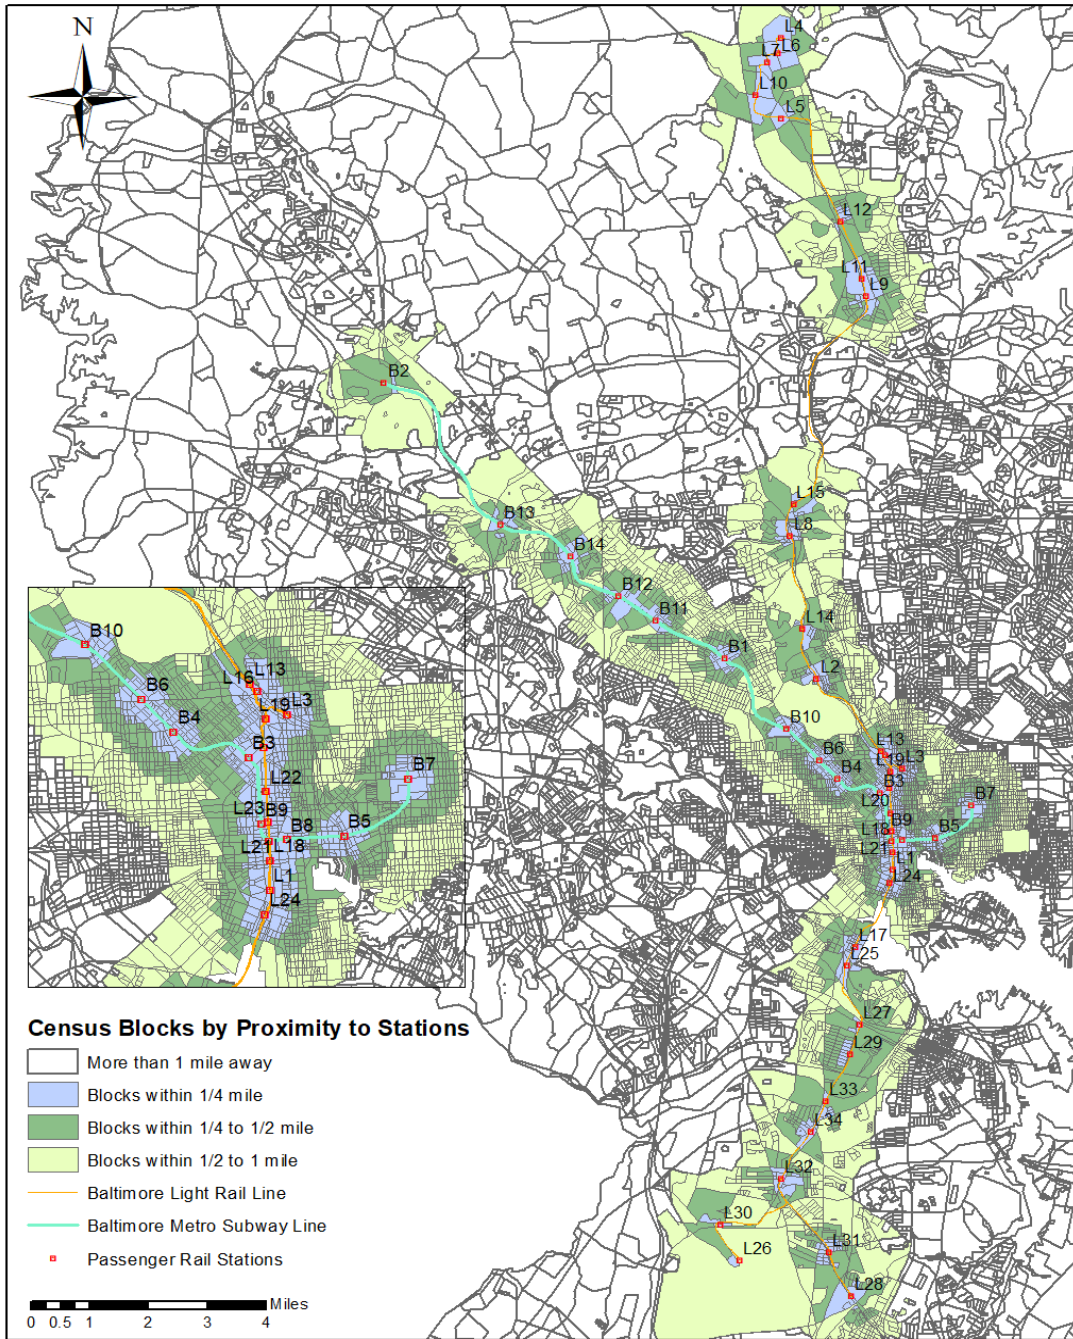 N
L4
L6
L7
L10
L5
L12
L11
L9
B2
L15
B13
L8
B14
B12
B11
L14
B1
L2
B10
L13
B6
L19
L3
B4
B3
L20
B7
B9
L18
B5
L21
L1
L24
L17
L25
L27
L29
L33
L34
L32
L30
L31
L26
L28
B10
L13
L16
B6
L3
L19
B4
B3
B7
L22
L23
B9
B8
B5
L21
L18
L1
L24
Census Blocks by Proximity to Stations
More than 1 mile away
Blocks within 1/4 mile
Blocks within 1/4 to 1/2 mile
Blocks within 1/2 to 1 mile
Baltimore Light Rail Line
Baltimore Metro Subway Line
Passenger Rail Stations
Miles
0 0.5 1 2 3 4